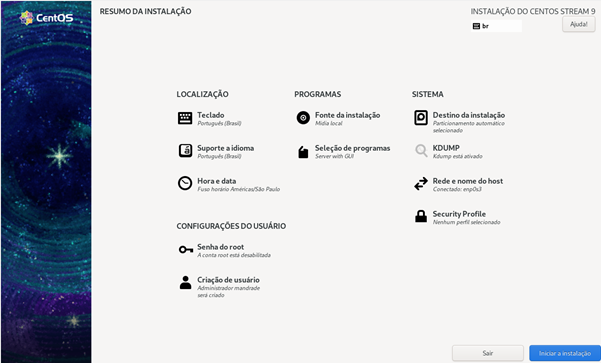 CentOS
RESUMO DA INSTALAÇÃO
INSTALAÇÃO DO CENTOS STREAM 9
br
Ajuda!
LOCALIZAÇÃO
Teclado
Português (Brasil)
Suporte a idioma
Português (Brasil)
Hora e data
Fuso horário Américas/São Paulo
PROGRAMAS
Fonte da instalação
Mídia local
Seleção de programas
Server with GUI
SISTEMA
Destino da instalação
Particionamento automático
selecionado
KDUMP
Kdump está ativado
Rede e nome do host
Conectado: enp0s3
Security Profile
Nenhum perfil selecionado
CONFIGURAÇÕES DO USUÁRIO
Senha do root
A conta root está desabilitada
Criação de usuário
Administrador mandrade
será criado
Sair
Iniciar a instalação